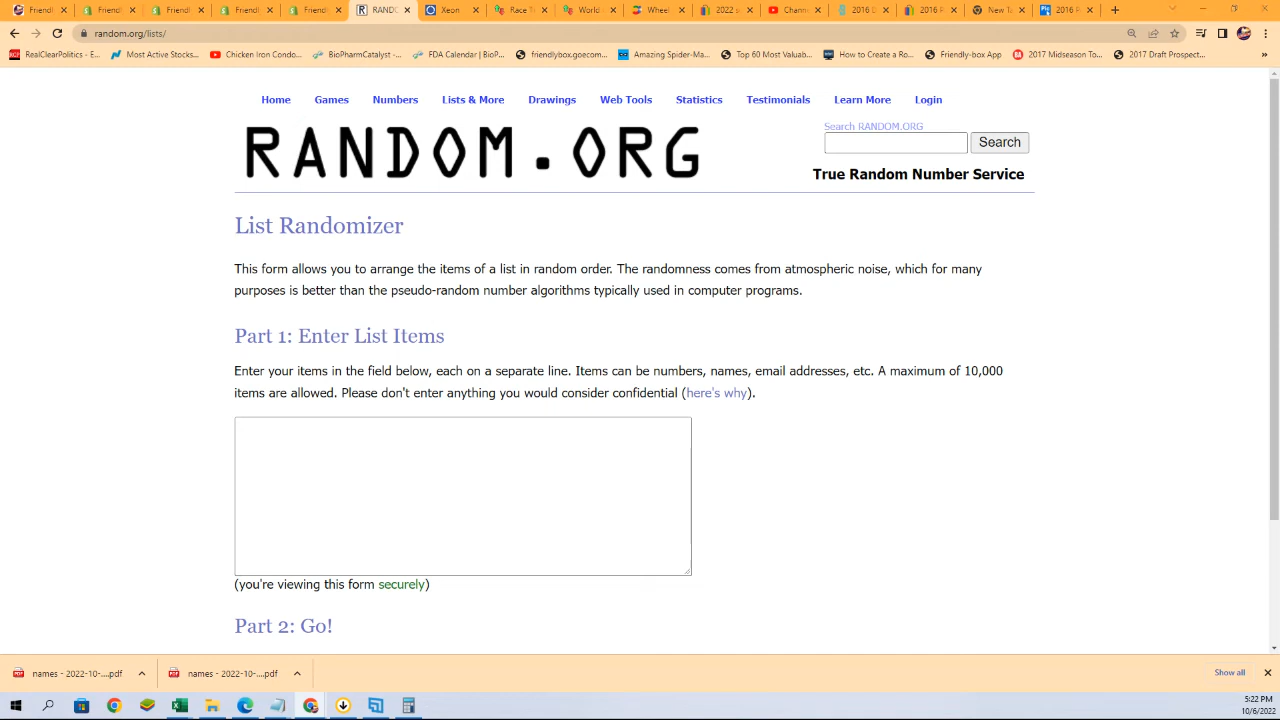 Friend
Friendl
Friendl
Friendl
Friendl
RAND
Xeon
Race T
World
Wheel
2022
Chann
2016 D
2016 P
New Ta
2016 F
random.org/lists/
RealClearPolitics - E...
Most Active Stocks...
Chicken Iron Condo...
BioPharmCatalyst -...
FDA Calendar | BioP...
friendlybox.goecom...
Amazing Spider-Ma...
Top 60 Most Valuab...
How to Create a Ro...
Friendly-box App
2017 Midseason To...
2017 Draft Prospect...
»
Home Games Numbers Lists & More Drawings Web Tools Statistics Testimonials Learn More Login
RANDOM.ORG
Search RANDOM.ORG
Search
True Random Number Service
List Randomizer
This form allows you to arrange the items of a list in random order. The randomness comes from atmospheric noise, which for many
purposes is better than the pseudo-random number algorithms typically used in computer programs.
Part 1: Enter List Items
Enter your items in the field below, each on a separate line. Items can be numbers, names, email addresses, etc. A maximum of 10,000
items are allowed. Please don't enter anything you would consider confidential (here's why).
(you're viewing this form securely)
Part 2: Go!
names - 2022-10-....pdf
names - 2022-10-....pdf
Show all
5:22 PM
10/6/2022